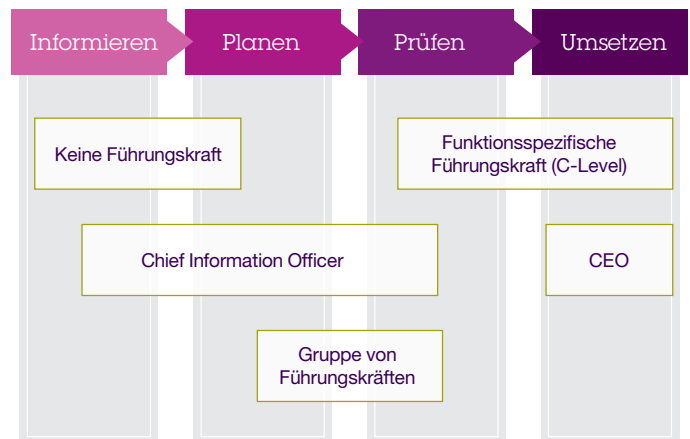 Informieren
Planen
Prüfen
Umsetzen
Keine Führungskraft
Funktionsspezifische
Führungskraft (C-Level)
Chief Information Officer
CEO
Gruppe von
Führungskräften